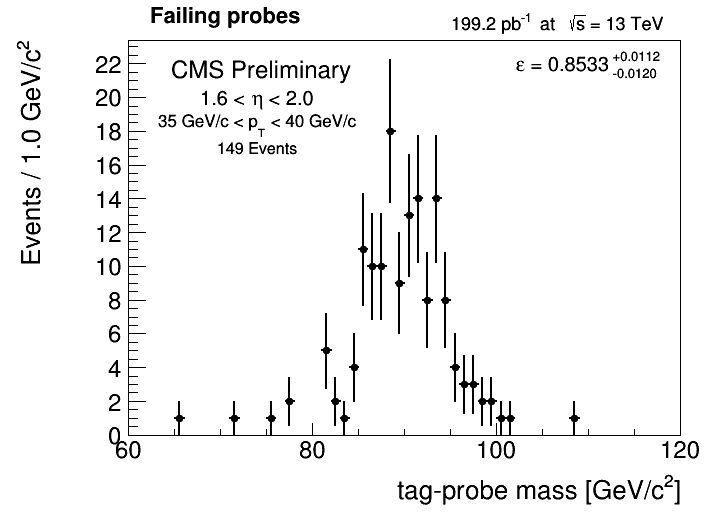 Failing probes
199.2 pb⁻¹ at √s = 13 TeV
CMS Preliminary
ε = 0.8533 +0.0112 -0.0120
1.6 < η < 2.0
35 GeV/c < p_T < 40 GeV/c
149 Events
Events / 1.0 GeV/c²
22
20
18
16
14
12
10
8
6
4
2
0
60 80 100 120
tag-probe mass [GeV/c²]